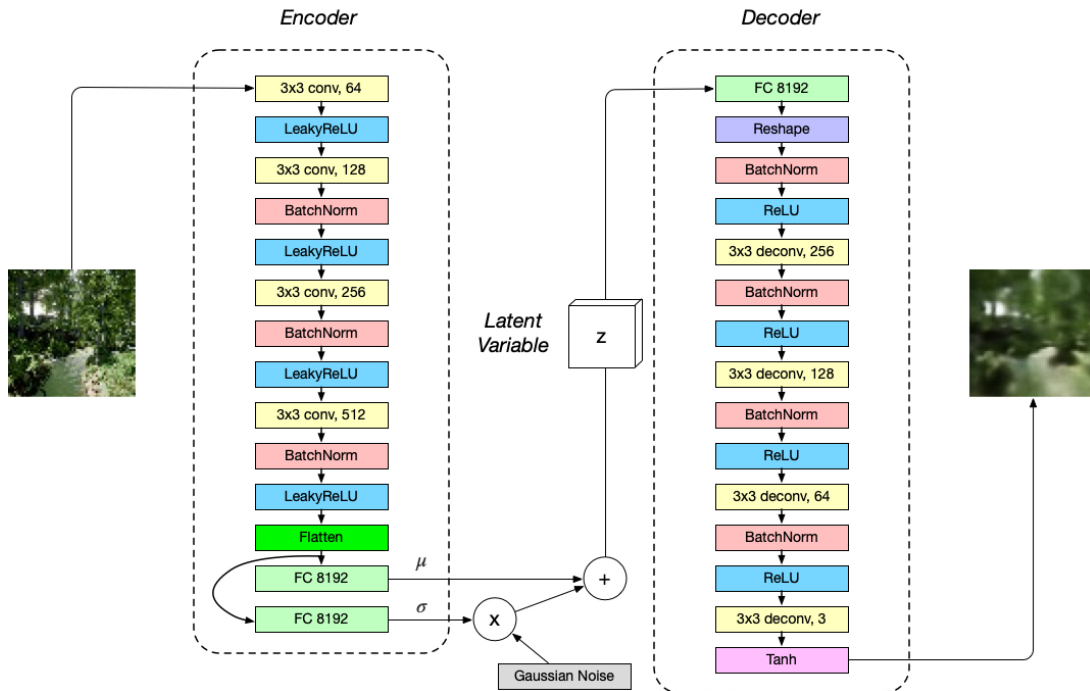 Encoder
3x3 conv, 64
LeakyReLU
3x3 conv, 128
BatchNorm
LeakyReLU
3x3 conv, 256
BatchNorm
LeakyReLU
3x3 conv, 512
BatchNorm
LeakyReLU
Flatten
FC 8192
μ
FC 8192
σ
x
+
Gaussian Noise
Latent
Variable
z
Decoder
FC 8192
Reshape
BatchNorm
ReLU
3x3 deconv, 256
BatchNorm
ReLU
3x3 deconv, 128
BatchNorm
ReLU
3x3 deconv, 64
BatchNorm
ReLU
3x3 deconv, 3
Tanh